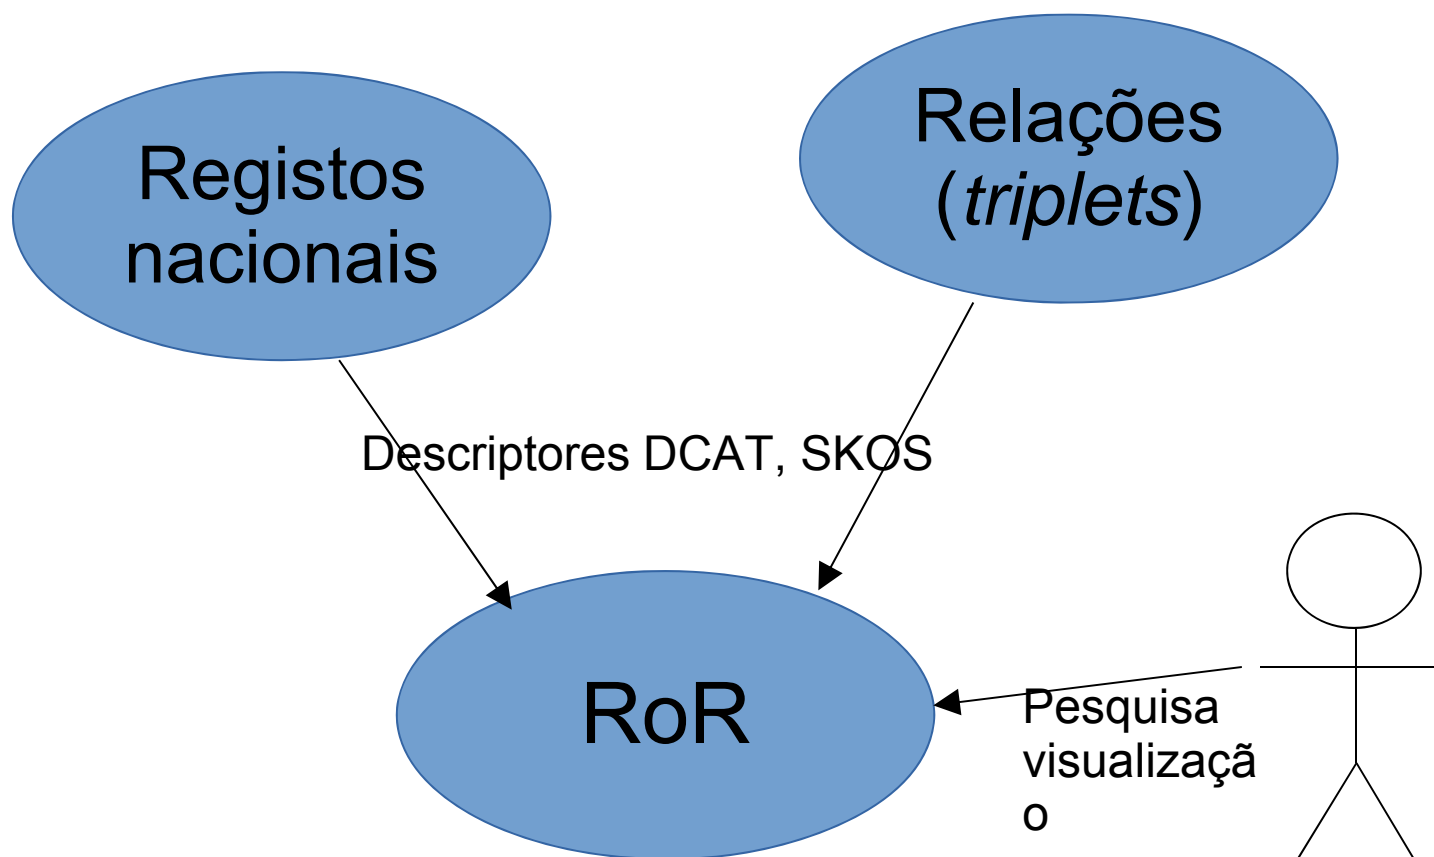 Registos
nacionais
Relações
(triplets)
Descriptores DCAT, SKOS
RoR
Pesquisa
visualizaçã
o